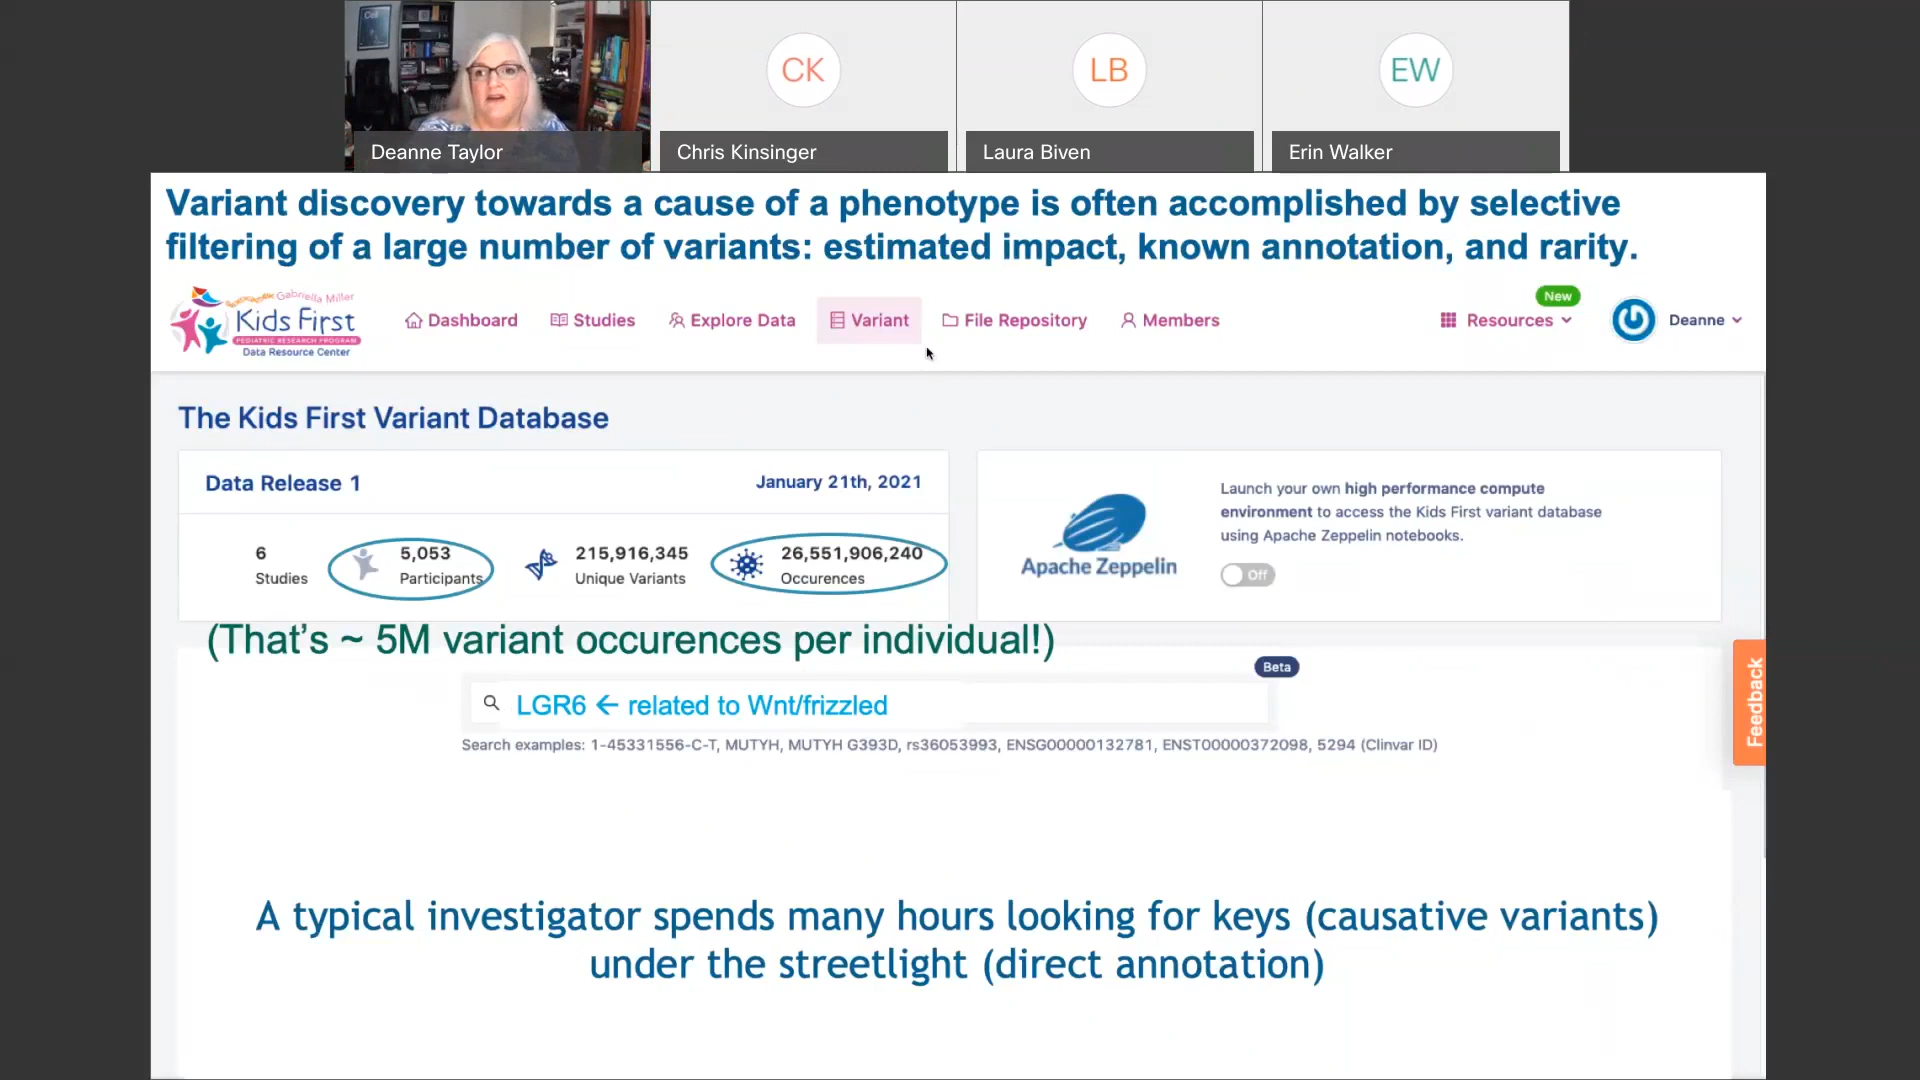 Cell
CK
LB
EW
Deanne Taylor
Chris Kinsinger
Laura Biven
Erin Walker
Variant discovery towards a cause of a phenotype is often accomplished by selective
filtering of a large number of variants: estimated impact, known annotation, and rarity.
Gabriella Miller
Kids First
PEDIATRIC RESEARCH PROGRAM
Data Resource Center
Dashboard
Studies
Explore Data
Variant
File Repository
Members
New
Resources
Deanne
The Kids First Variant Database
Data Release 1
January 21th, 2021
6
Studies
5,053
Participants
215,916,345
Unique Variants
26,551,906,240
Occurences
Apache Zeppelin
Launch your own high performance compute
environment to access the Kids First variant database
using Apache Zeppelin notebooks.
Off
(That's ~ 5M variant occurences per individual!)
Beta
LGR6 ← related to Wnt/frizzled
Search examples: 1-45331556-C-T, MUTYH, MUTYH G393D, rs36053993, ENSG00000132781, ENST00000372098, 5294 (Clinvar ID)
Feedback
A typical investigator spends many hours looking for keys (causative variants)
under the streetlight (direct annotation)